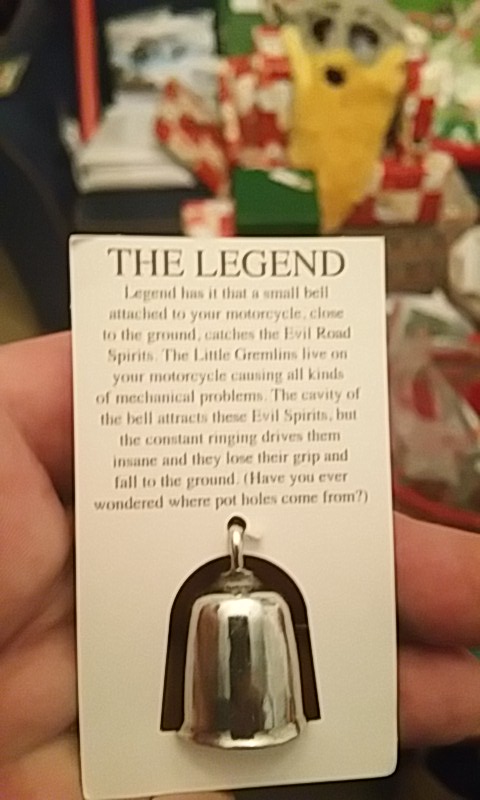 THE LEGEND
Legend has it that a small bell
attached to your motorcycle, close
to the ground, catches the Evil Road
Spirits. The Little Gremlins live on
your motorcycle causing all kinds
of mechanical problems. The cavity of
the bell attracts these Evil Spirits, but
the constant ringing drives them
insane and they lose their grip and
fall to the ground. (Have you ever
wondered where pot holes come from?)